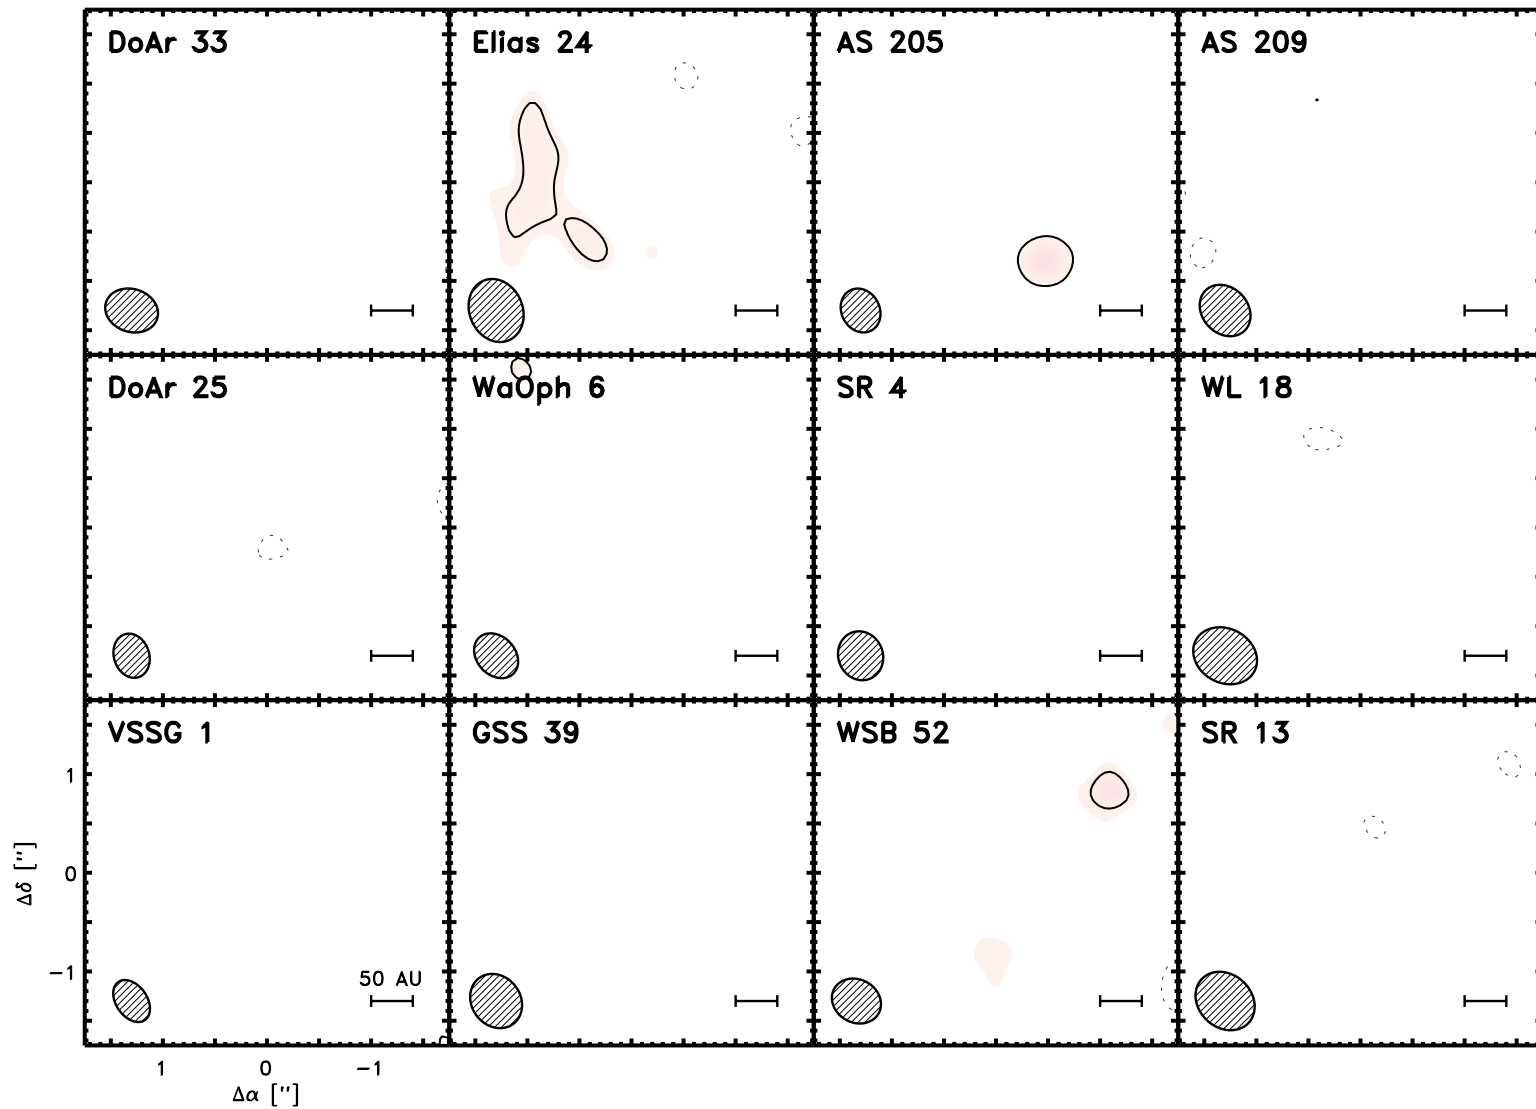 DoAr 33
Elias 24
AS 205
AS 209
DoAr 25
WaOph 6
SR 4
WL 18
VSSG 1
GSS 39
WSB 52
SR 13
1
0
−1
Δδ ["]
50 AU
1
0
−1
Δα ["]